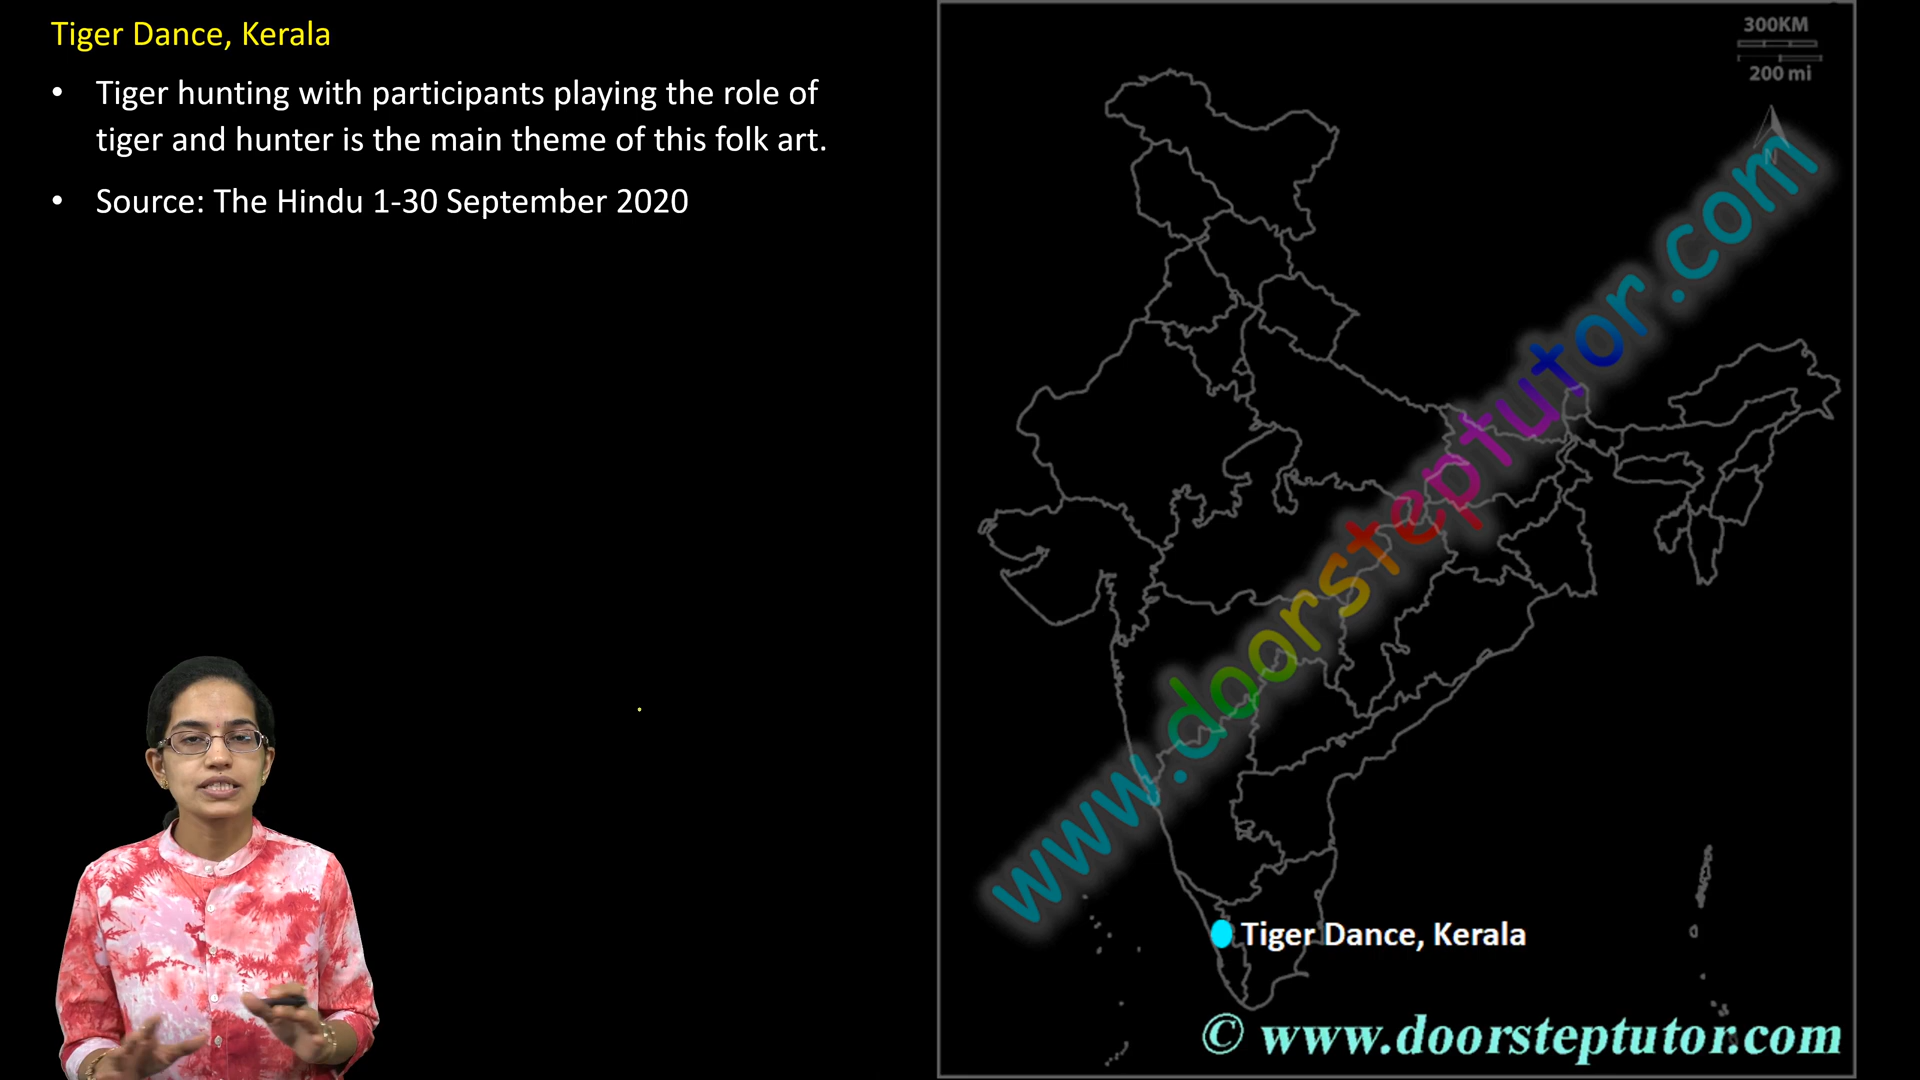 Tiger Dance, Kerala
• Tiger hunting with participants playing the role of
tiger and hunter is the main theme of this folk art.
• Source: The Hindu 1-30 September 2020
300KM
200 mi
N
www.doorsteptutor.com
Tiger Dance, Kerala
© www.doorsteptutor.com